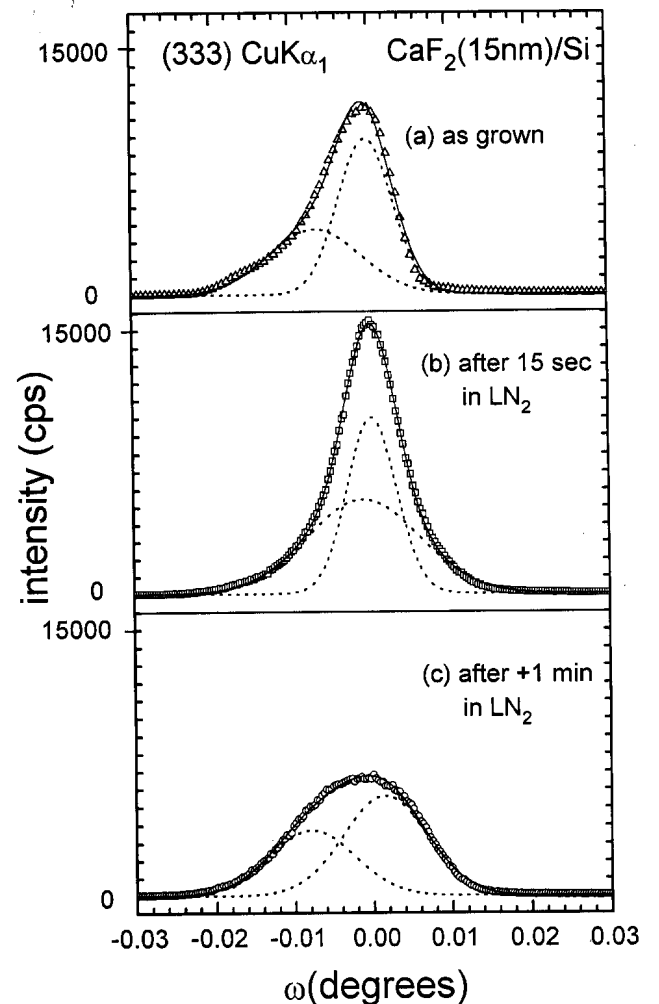 15000
(333) CuKα₁ CaF₂(15nm)/Si
(a) as grown
0
15000
(b) after 15 sec
in LN₂
0
15000
(c) after +1 min
in LN₂
0
-0.03 -0.02 -0.01 0.00 0.01 0.02 0.03
ω(degrees)
intensity (cps)